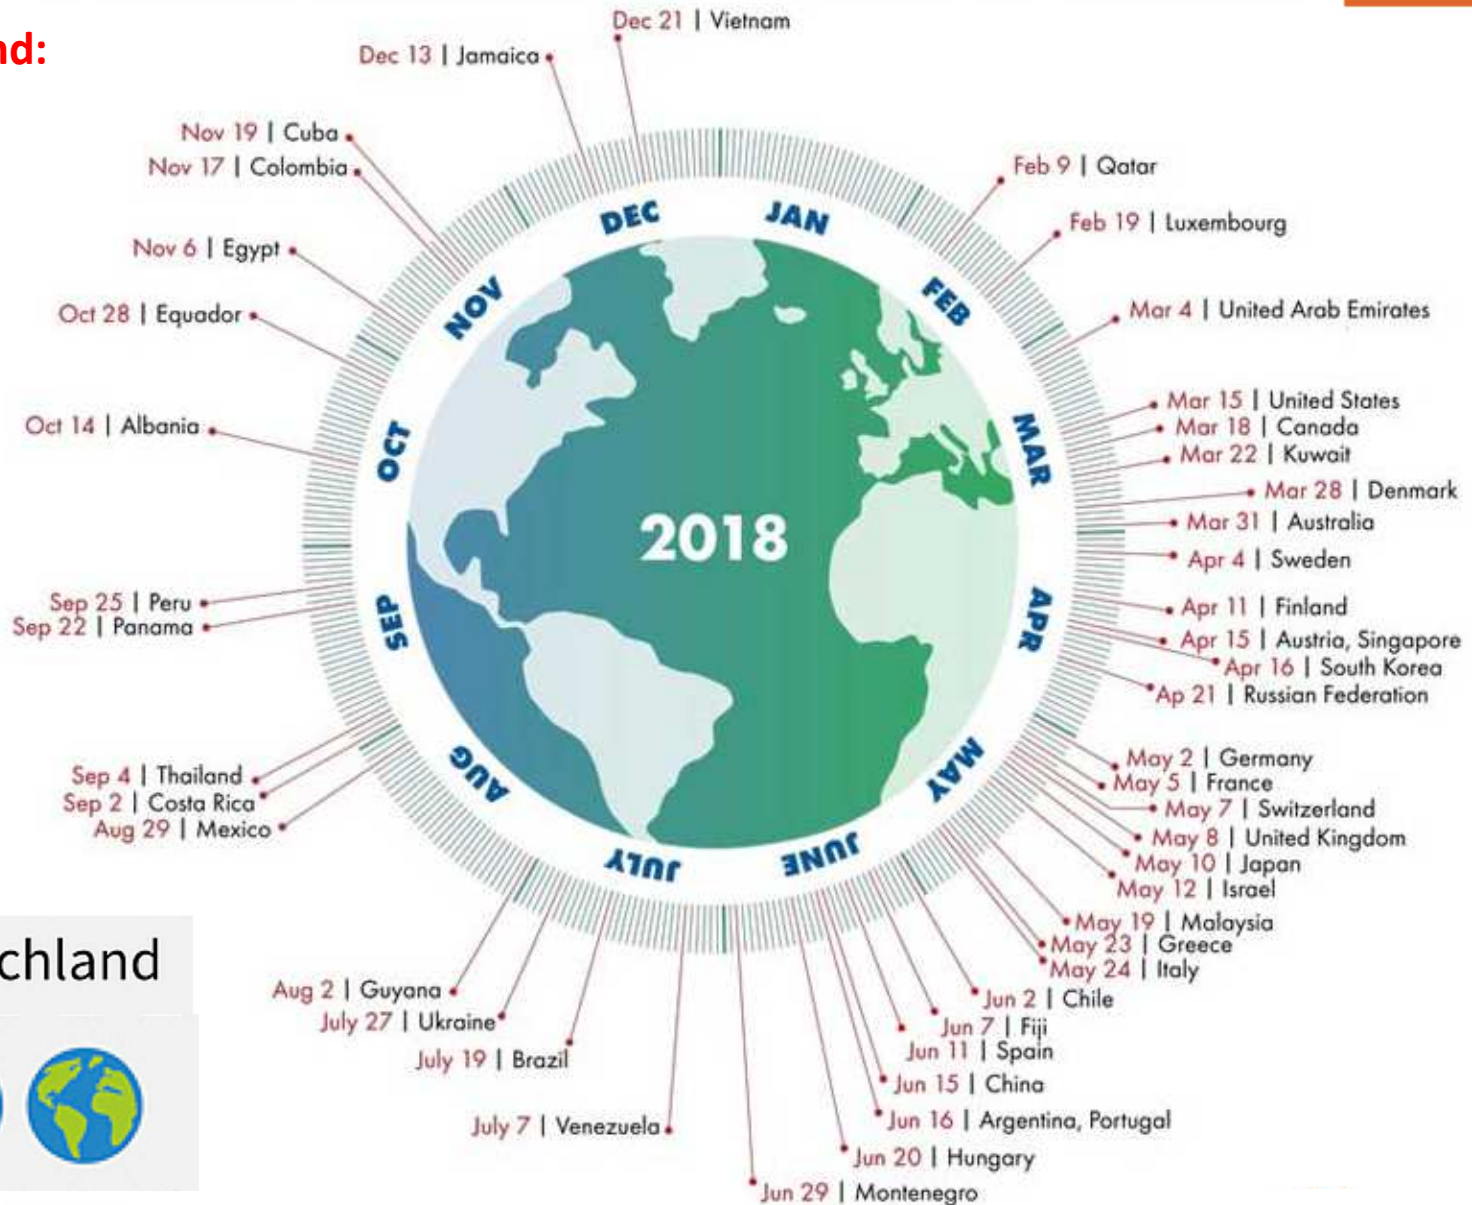 nd:
Dec 21 | Vietnam
Dec 13 | Jamaica
Nov 19 | Cuba
Nov 17 | Colombia
Nov 6 | Egypt
Oct 28 | Equador
Oct 14 | Albania
Sep 25 | Peru
Sep 22 | Panama
Sep 4 | Thailand
Sep 2 | Costa Rica
Aug 29 | Mexico
Aug 2 | Guyana
July 27 | Ukraine
July 19 | Brazil
July 7 | Venezuela
Feb 9 | Qatar
Feb 19 | Luxembourg
Mar 4 | United Arab Emirates
Mar 15 | United States
Mar 18 | Canada
Mar 22 | Kuwait
Mar 28 | Denmark
Mar 31 | Australia
Apr 4 | Sweden
Apr 11 | Finland
Apr 15 | Austria, Singapore
Apr 16 | South Korea
Ap 21 | Russian Federation
May 2 | Germany
May 5 | France
May 7 | Switzerland
May 8 | United Kingdom
May 10 | Japan
May 12 | Israel
May 19 | Malaysia
May 23 | Greece
May 24 | Italy
Jun 2 | Chile
Jun 7 | Fiji
Jun 11 | Spain
Jun 15 | China
Jun 16 | Argentina, Portugal
Jun 20 | Hungary
Jun 29 | Montenegro
JAN
FEB
MAR
APR
MAY
JUNE
JULY
AUG
SEP
OCT
NOV
DEC
2018
chland